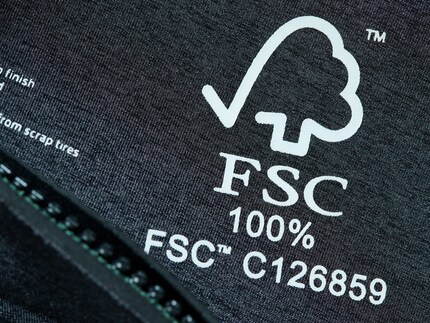 finish
from scrap tires
TM
FSC
100%
FSC™ C126859